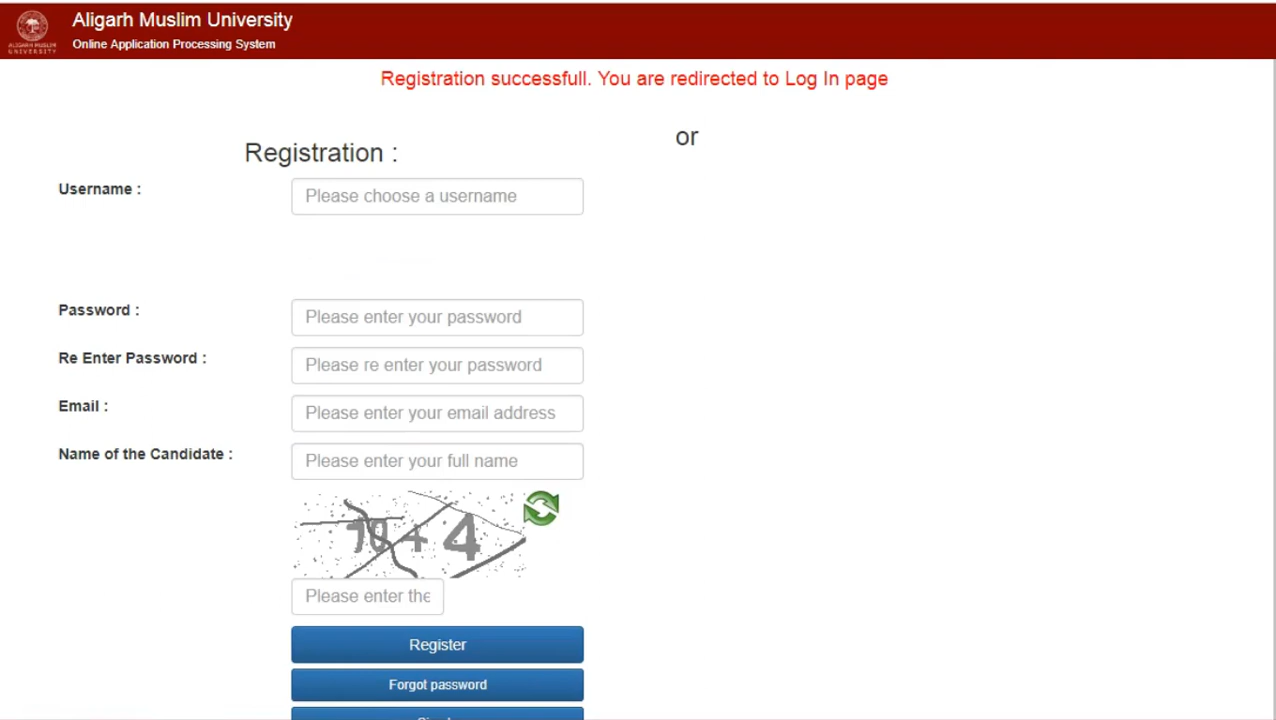 Aligarh Muslim University
Online Application Processing System
ALIGARH MUSLIM
UNIVERSITY
Registration successfull. You are redirected to Log In page
or
Registration :
Username :
Please choose a username
Password :
Please enter your password
Re Enter Password :
Please re enter your password
Email :
Please enter your email address
Name of the Candidate :
Please enter your full name
+ 4
Please enter the
Register
Forgot password